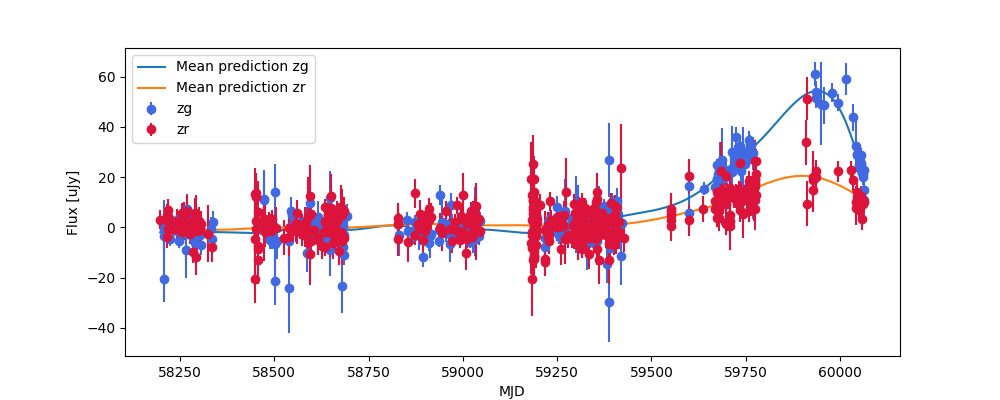 Mean prediction zg
Mean prediction zr
zg
zr
60
40
20
0
−20
−40
Flux [uJy]
58250
58500
58750
59000
59250
59500
59750
60000
MJD